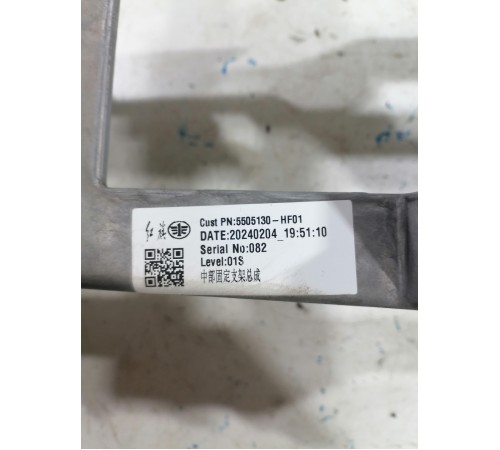 红旗
Cust PN:5505130-HF01
DATE:20240204_19:51:10
Serial No:082
Level:01S
中部固定支架总成